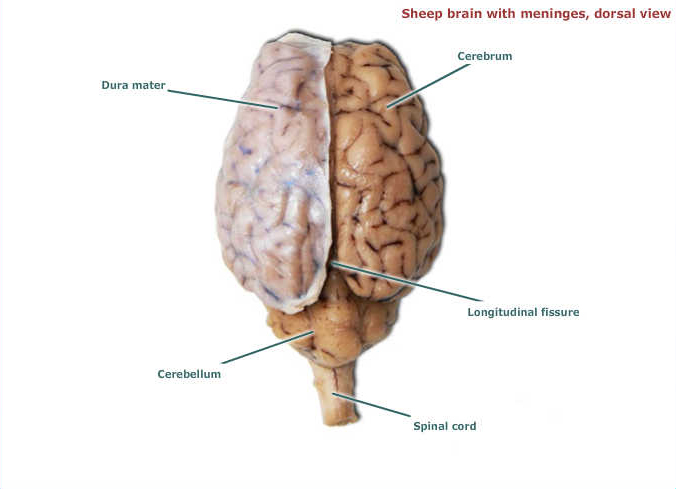 Sheep brain with meninges, dorsal view
Cerebrum
Dura mater
Longitudinal fissure
Cerebellum
Spinal cord